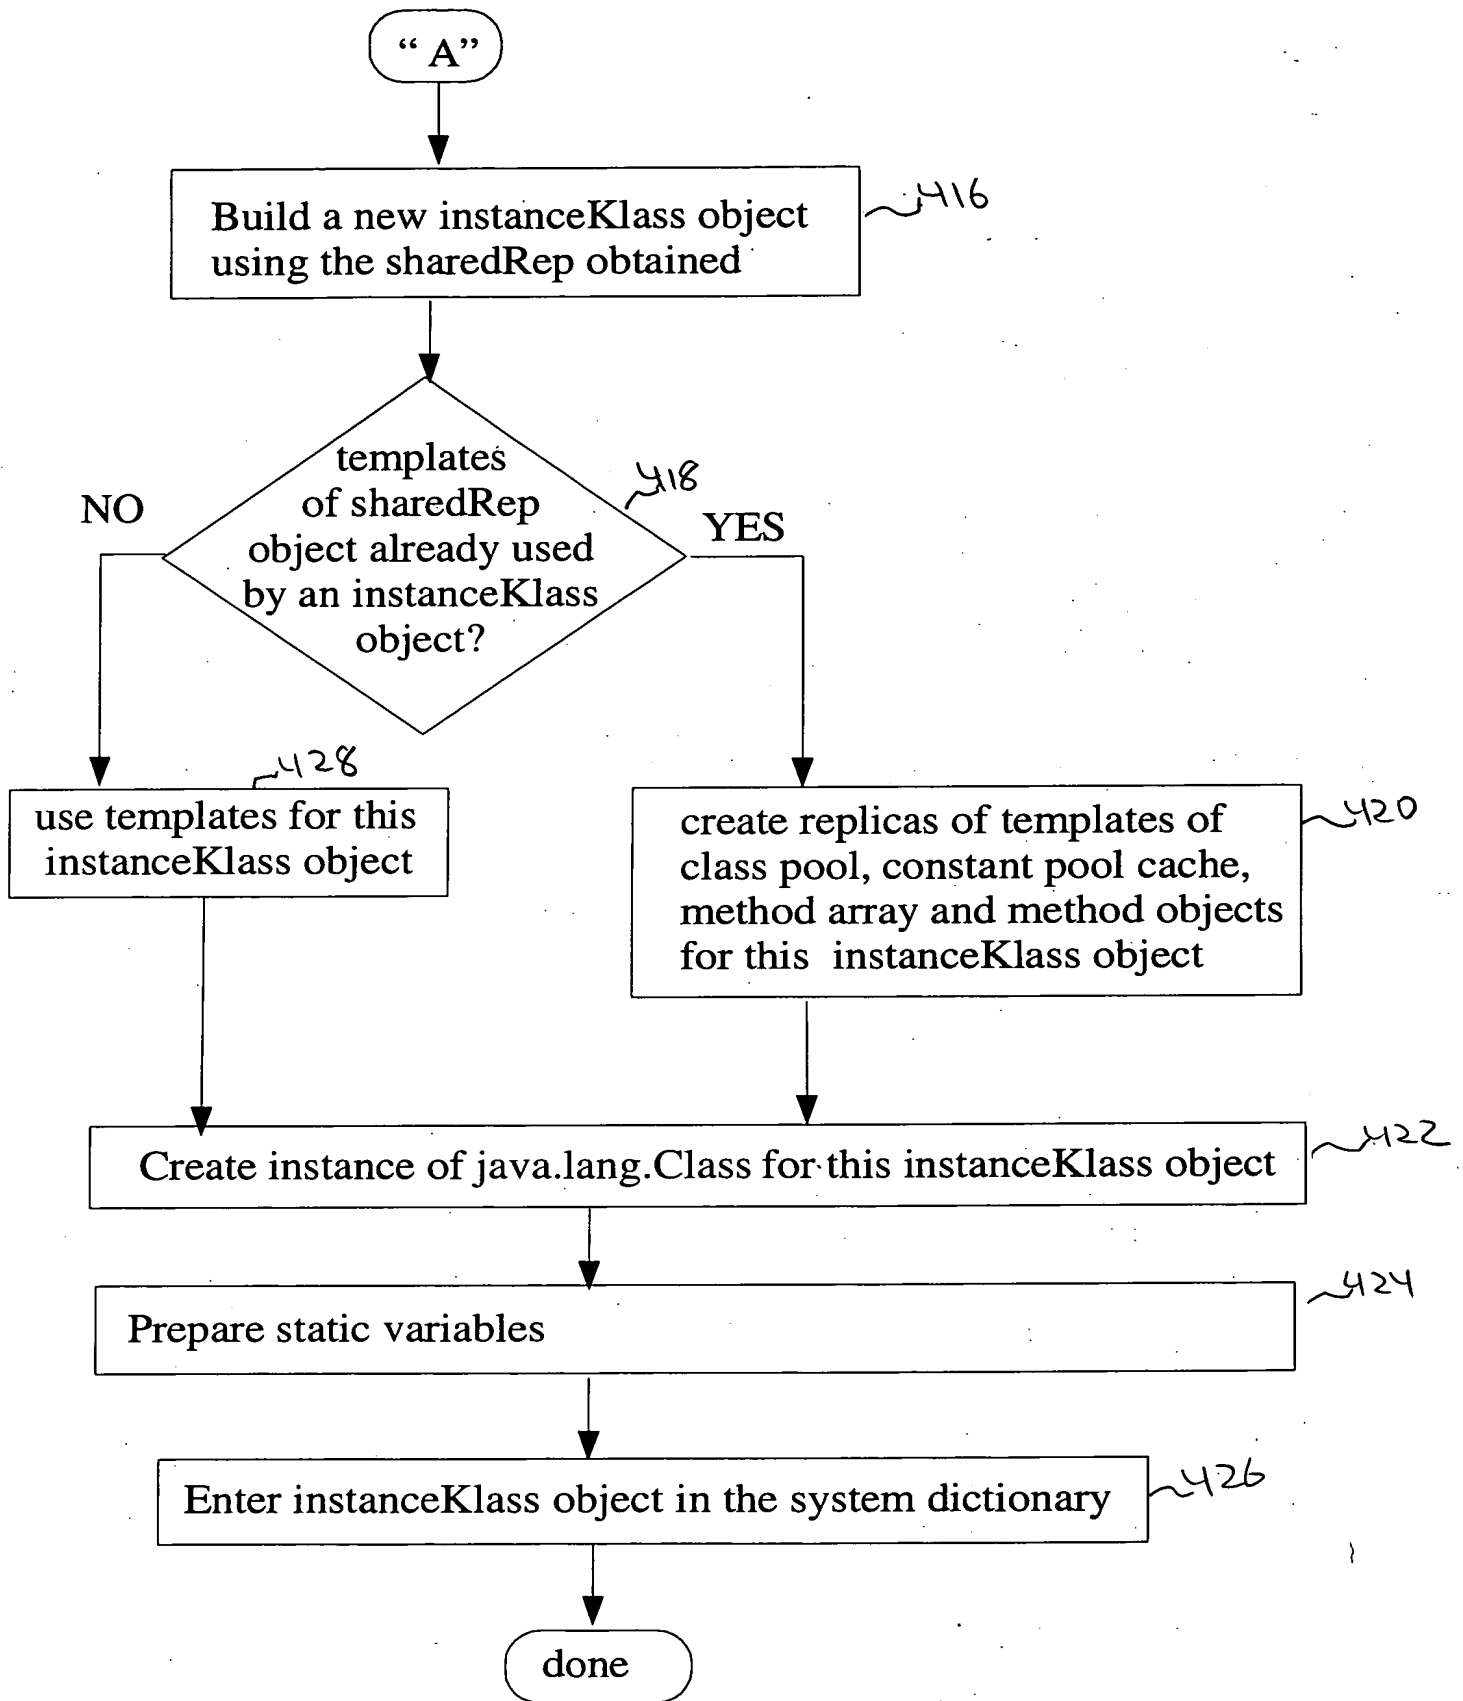 “ A”
Build a new instanceKlass object
using the sharedRep obtained
416
templates
of sharedRep
object already used
by an instanceKlass
object?
418
NO
YES
428
use templates for this
instanceKlass object
create replicas of templates of
class pool, constant pool cache,
method array and method objects
for this instanceKlass object
420
Create instance of java.lang.Class for this instanceKlass object
422
Prepare static variables
424
Enter instanceKlass object in the system dictionary
426
done